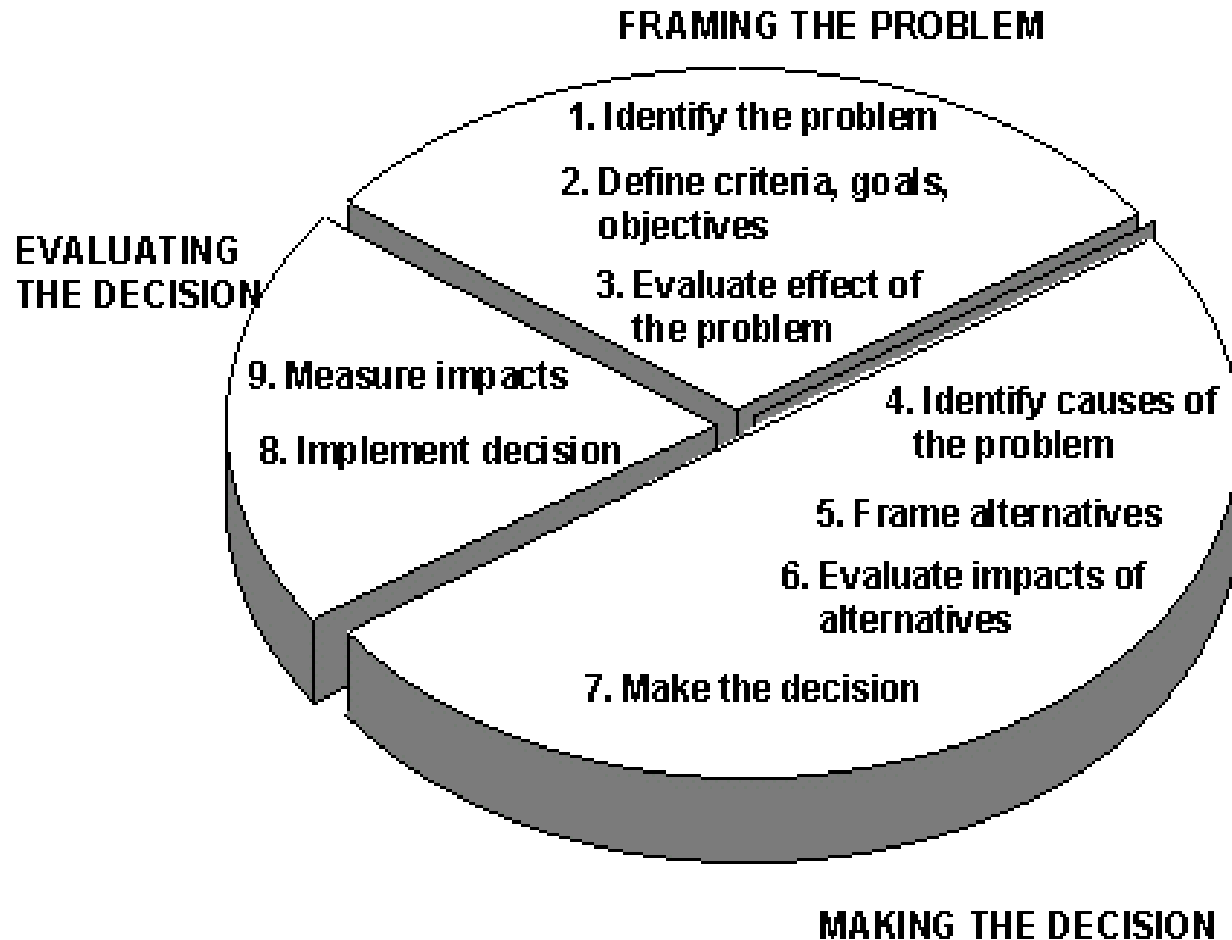 FRAMING THE PROBLEM
1. Identify the problem
2. Define criteria, goals,
objectives
3. Evaluate effect of
the problem
4. Identify causes of
the problem
5. Frame alternatives
6. Evaluate impacts of
alternatives
7. Make the decision
MAKING THE DECISION
EVALUATING
THE DECISION
9. Measure impacts
8. Implement decision